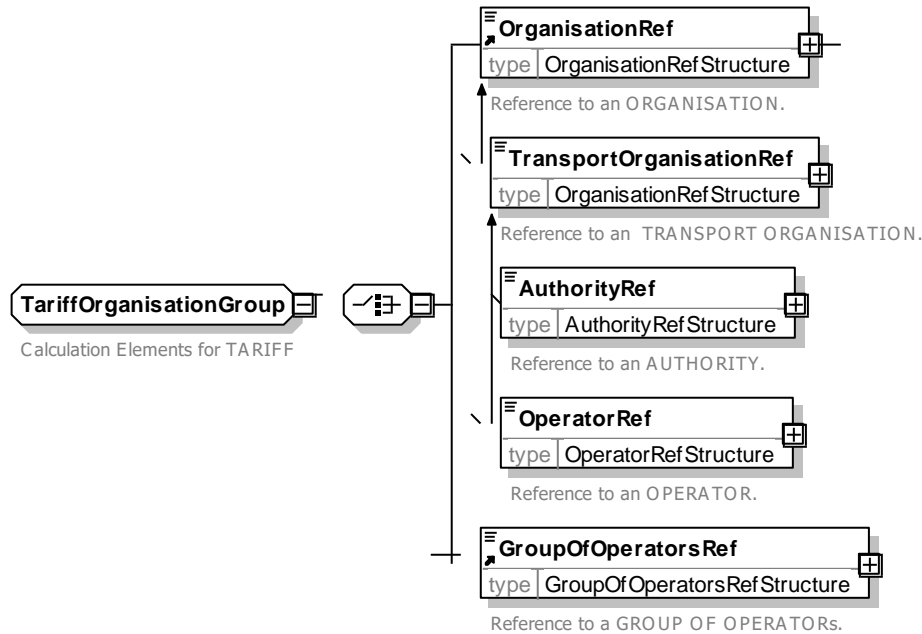 OrganisationRef
type OrganisationRefStructure
Reference to an ORGANISATION.
TransportOrganisationRef
type OrganisationRefStructure
Reference to an TRANSPORT ORGANISATION.
TariffOrganisationGroup
Calculation Elements for TARIFF
AuthorityRef
type AuthorityRefStructure
Reference to an AUTHORITY.
OperatorRef
type OperatorRefStructure
Reference to an OPERATOR.
GroupOfOperatorsRef
type GroupOfOperatorsRefStructure
Reference to a GROUP OF OPERATORs.